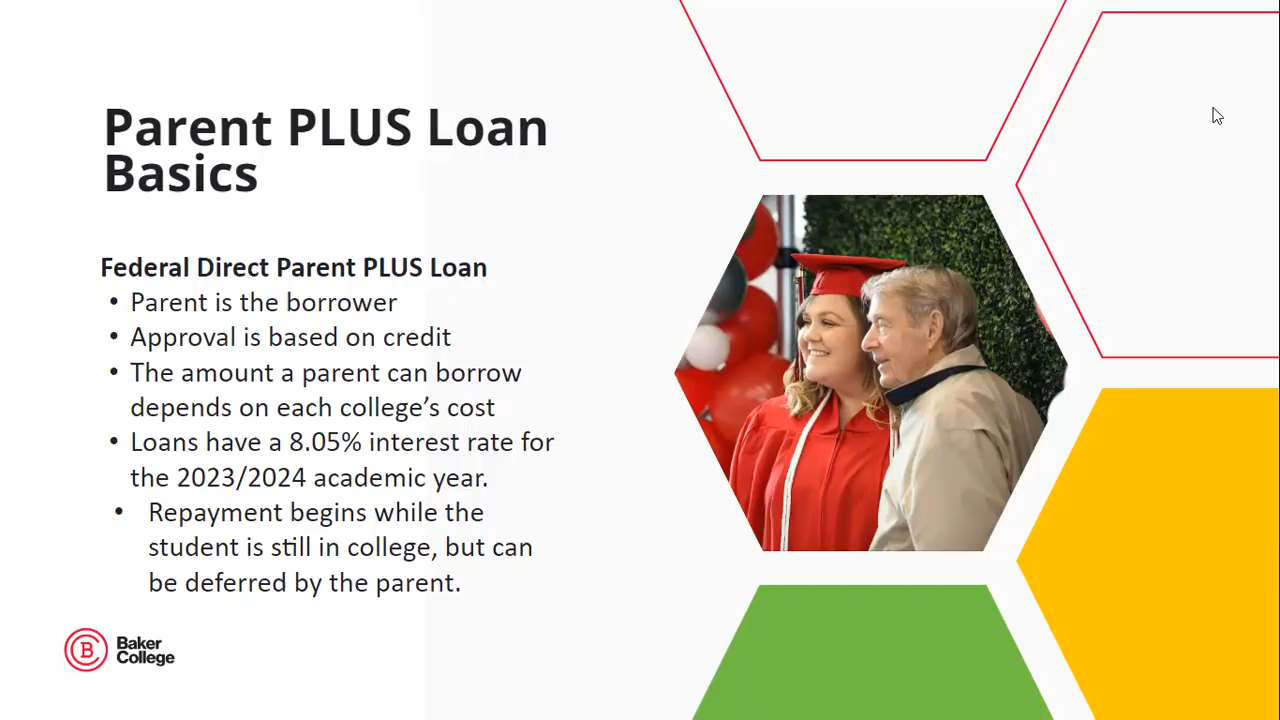 Parent PLUS Loan
Basics
Federal Direct Parent PLUS Loan
• Parent is the borrower
• Approval is based on credit
• The amount a parent can borrow
depends on each college’s cost
• Loans have a 8.05% interest rate for
the 2023/2024 academic year.
• Repayment begins while the
student is still in college, but can
be deferred by the parent.
B
Baker
College